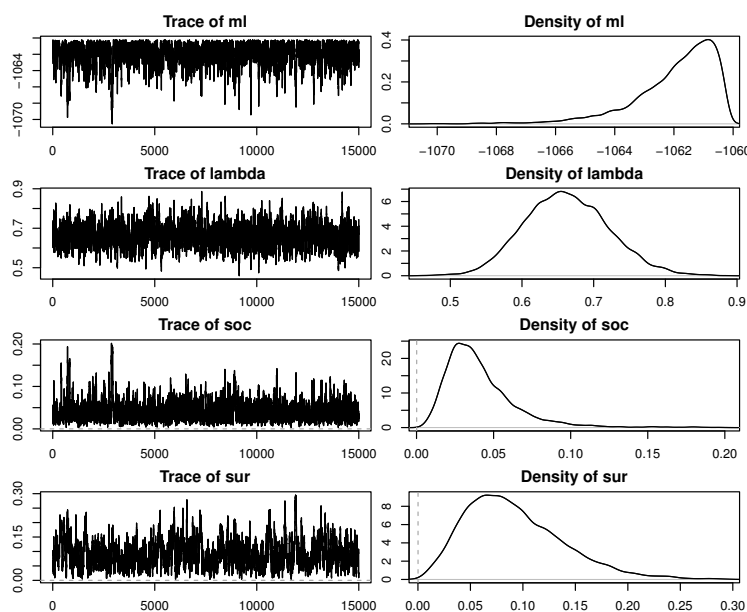 Trace of ml
−1070
−1064
0 5000 10000 15000
Density of ml
0.0
0.4
−1070 −1068 −1066 −1064 −1062 −1060
Trace of lambda
0.5
0.7
0.9
0 5000 10000 15000
Density of lambda
0
2
4
6
0.5 0.6 0.7 0.8 0.9
Trace of soc
0.00
0.10
0.20
0 5000 10000 15000
Density of soc
0
10
20
0.00 0.05 0.10 0.15 0.20
Trace of sur
0.00
0.15
0.30
0 5000 10000 15000
Density of sur
0
2
4
6
8
0.00 0.05 0.10 0.15 0.20 0.25 0.30